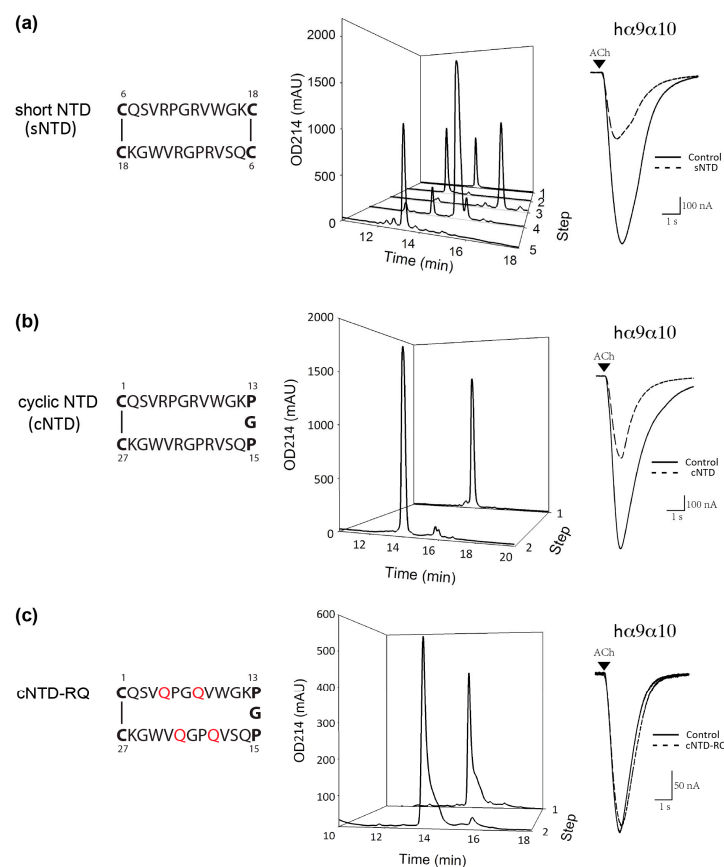 (a)
short NTD
(sNTD)
6 18
CQSVRPGRVWGKC
CKGWVRGPRVSQC
18 6
OD214 (mAU)
2000
1500
1000
500
0
12 14 16 18
Time (min)
1
2
3
4
5
Step
hα9α10
ACh
Control
sNTD
100 nA
1 s
(b)
cyclic NTD
(cNTD)
1 13
CQSVRPGRVWGKP
G
CKGWVRGPRVSQP
27 15
OD214 (mAU)
2000
1500
1000
500
0
12 14 16 18 20
Time (min)
1
2
Step
hα9α10
ACh
Control
cNTD
100 nA
1 s
(c)
cNTD-RQ
1 13
CQSVQPGQVWGKP
G
CKGWVQGPQVSQP
27 15
OD214 (mAU)
600
500
400
300
200
100
10 12 14 16 18
Time (min)
1
2
Step
hα9α10
ACh
Control
cNTD-RQ
50 nA
1 s